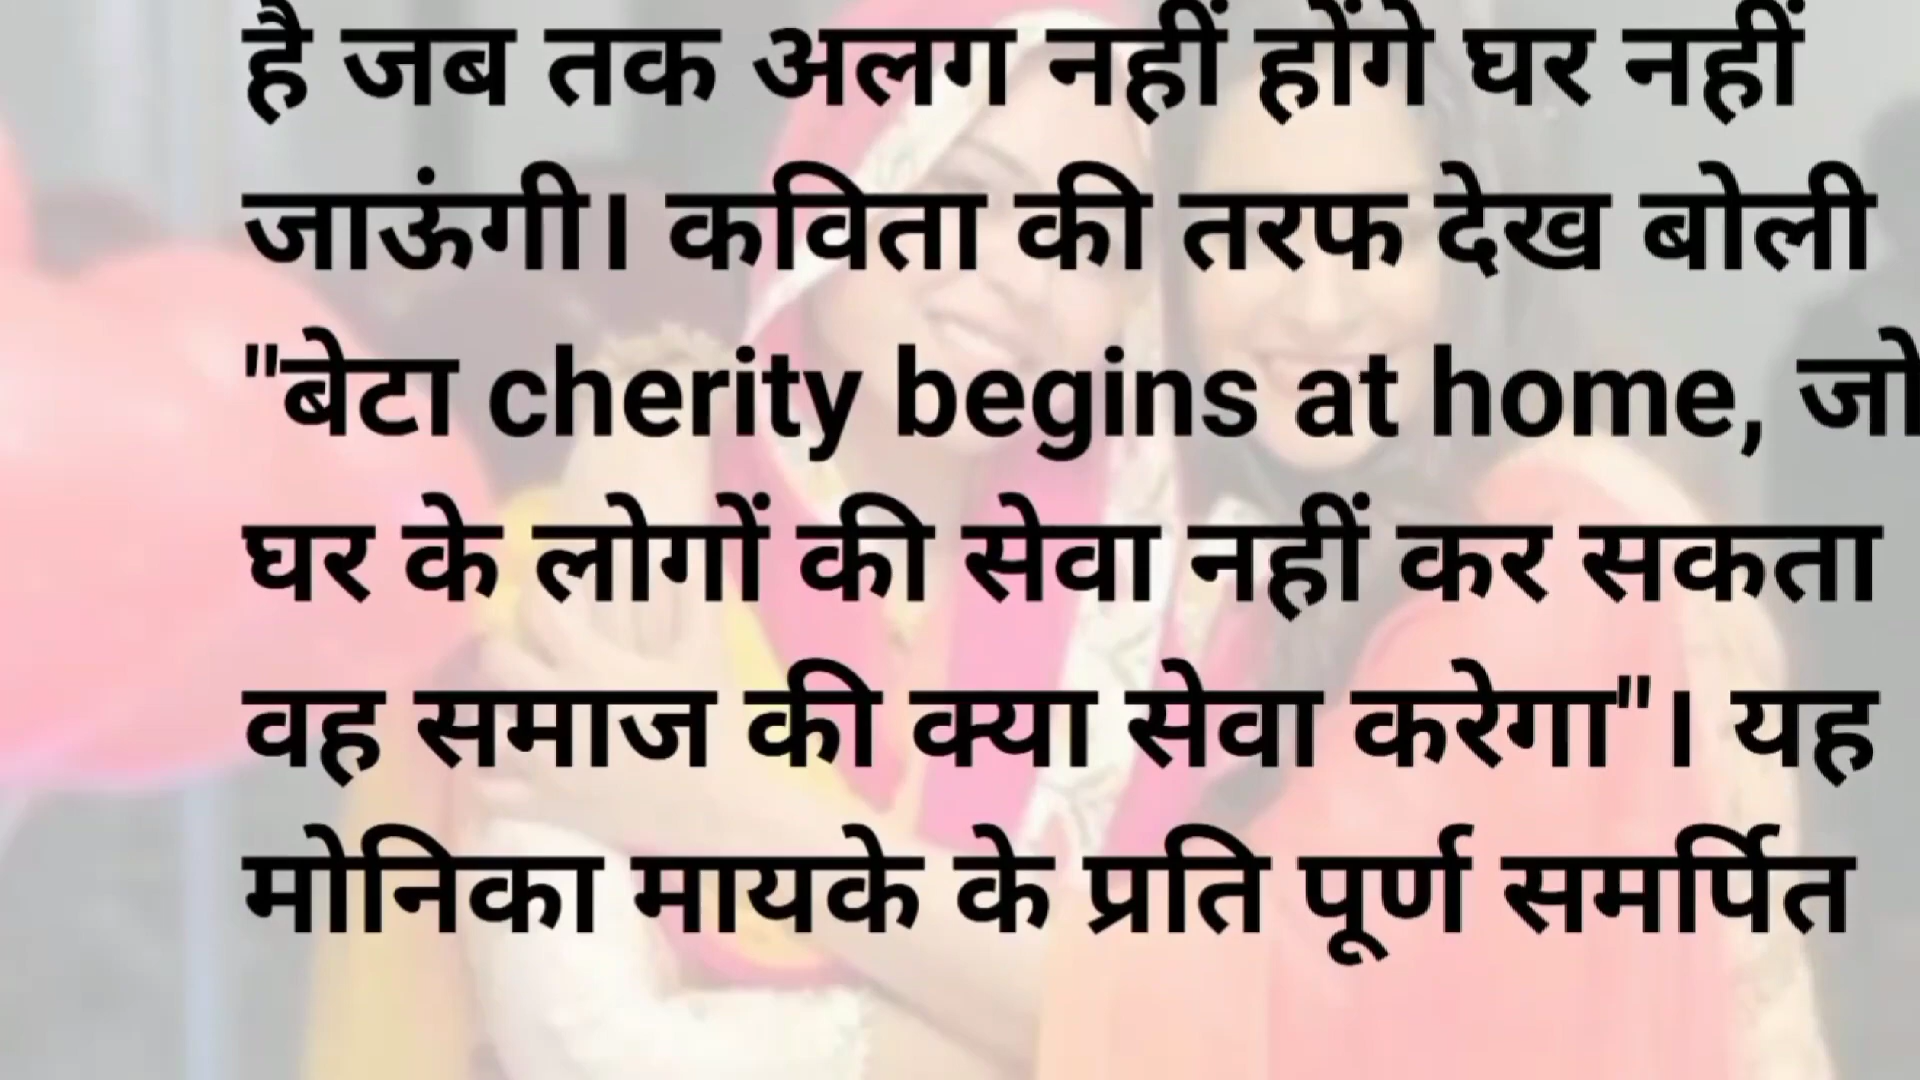 है जब तक अलग नहीं होंगे घर नहीं
जाऊंगी। कविता की तरफ देख बोली
"बेटा cherity begins at home, जो
घर के लोगों की सेवा नहीं कर सकता
वह समाज की क्या सेवा करेगा"। यह
मोनिका मायके के प्रति पूर्ण समर्पित